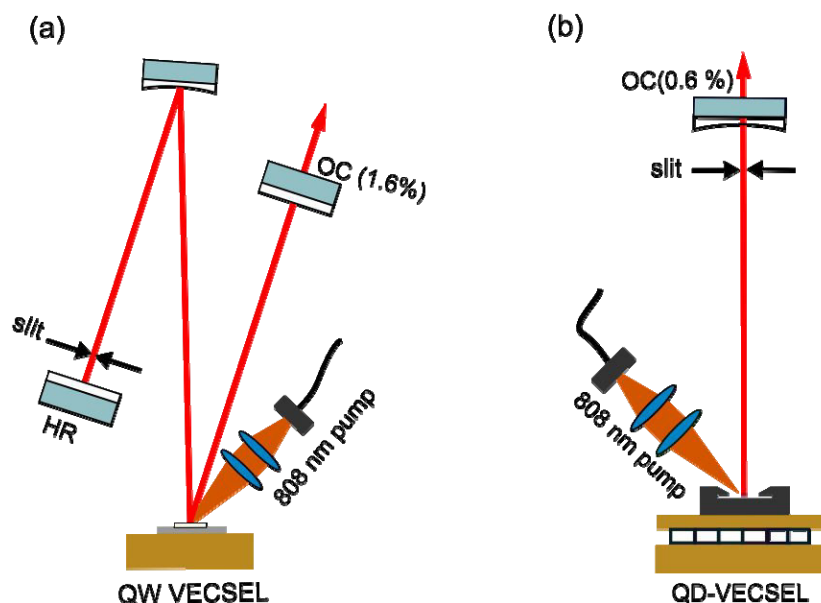 (a)
OC (1.6%)
slit
HR
808 nm pump
QW VECSEL
(b)
OC(0.6 %)
slit
808 nm pump
QD-VECSEL